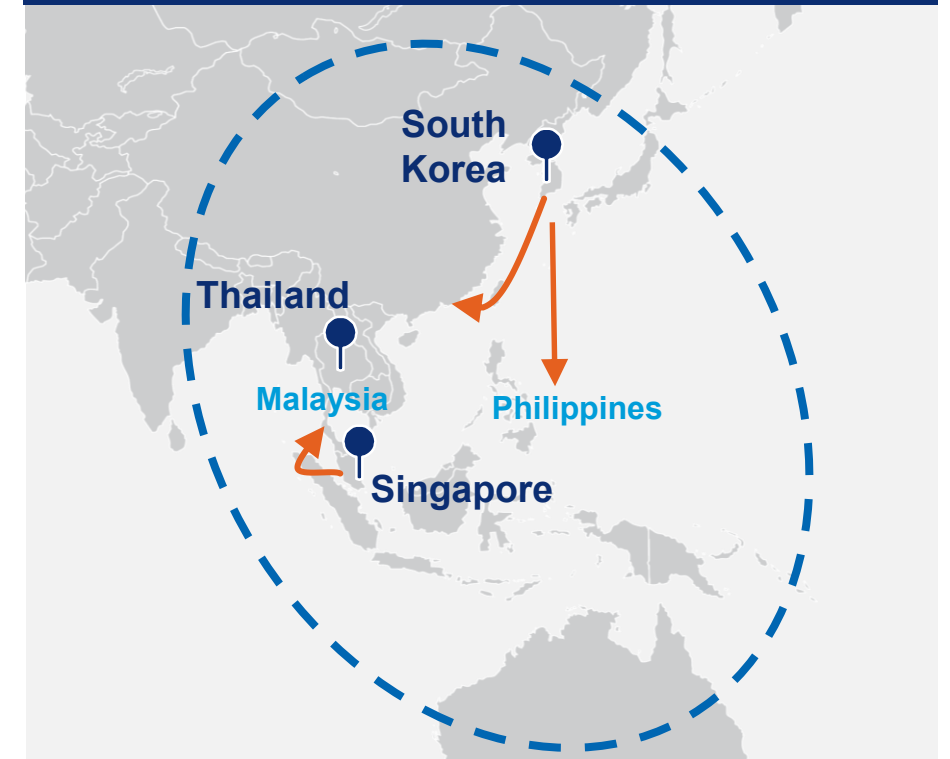 South
Korea
Thailand
Malaysia
Philippines
Singapore